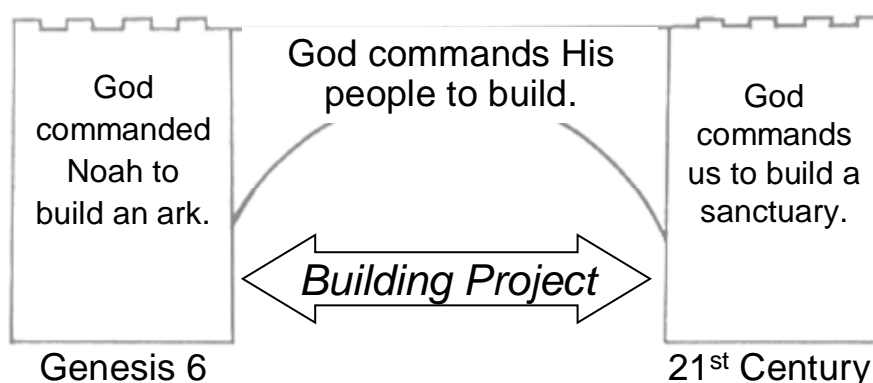 God commands His
people to build.
God
commanded
Noah to
build an ark.
God
commands
us to build a
sanctuary.
Building Project
Genesis 6
21st Century